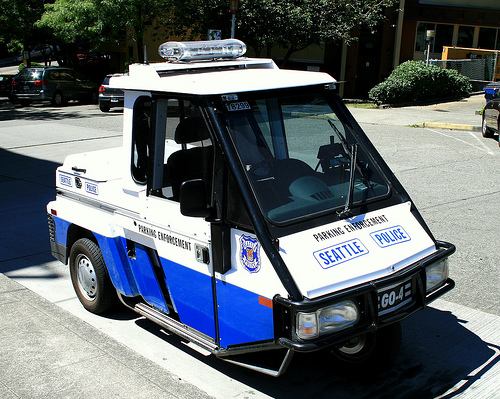 PARKING ENFORCEMENT
SEATTLE POLICE
GO-4
PARKING ENFORCEMENT
SEATTLE POLICE